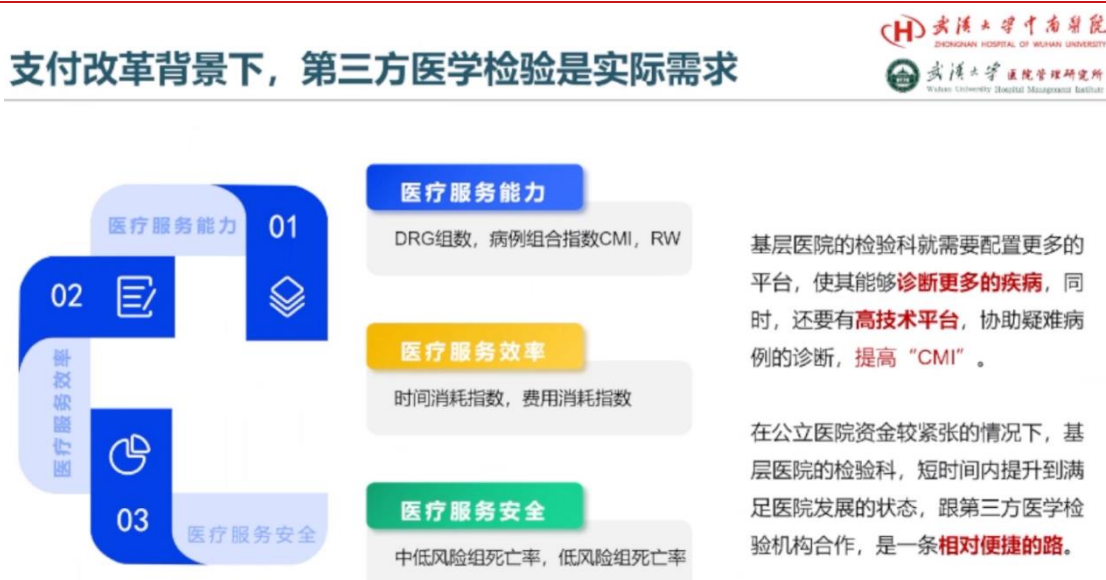 武汉大学中南医院
ZHONGNAN HOSPITAL OF WUHAN UNIVERSITY
支付改革背景下，第三方医学检验是实际需求
武汉大学 医院管理研究所
Wuhan University Hospital Management Institute
医疗服务能力 01
02
医疗服务效率
03
医疗服务安全
医疗服务能力
DRG组数，病例组合指数CMI，RW
医疗服务效率
时间消耗指数，费用消耗指数
医疗服务安全
中低风险组死亡率，低风险组死亡率
基层医院的检验科就需要配置更多的
平台，使其能够诊断更多的疾病，同
时，还要有高技术平台，协助疑难病
例的诊断，提高“CMI”。
在公立医院资金较紧张的情况下，基
层医院的检验科，短时间内提升到满
足医院发展的状态，跟第三方医学检
验机构合作，是一条相对便捷的路。